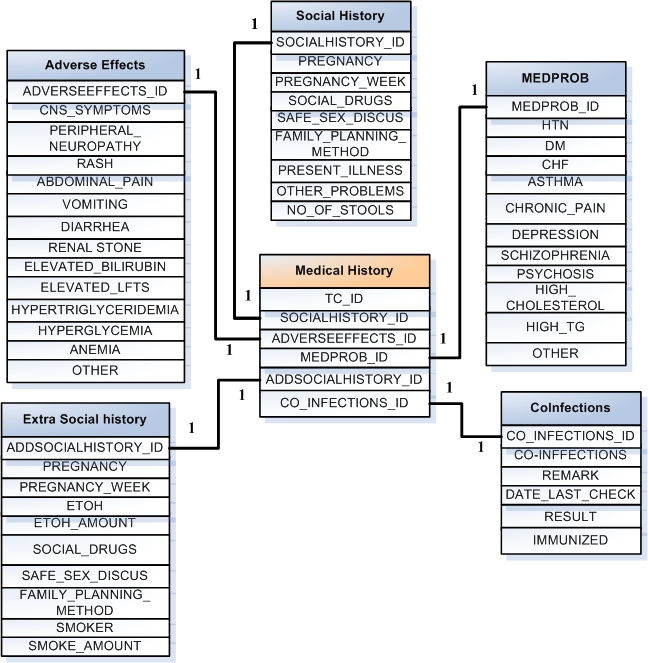 Social History
SOCIALHISTORY_ID
PREGNANCY
PREGNANCY_WEEK
SOCIAL_DRUGS
SAFE_SEX_DISCUS
FAMILY_PLANNING_
METHOD
PRESENT_ILLNESS
OTHER_PROBLEMS
NO_OF_STOOLS
1
Adverse Effects
ADVERSEEFFECTS_ID
CNS_SYMPTOMS
PERIPHERAL_
NEUROPATHY
RASH
ABDOMINAL_PAIN
VOMITING
DIARRHEA
RENAL STONE
ELEVATED_BILIRUBIN
ELEVATED_LFTS
HYPERTRIGLYCERIDEMIA
HYPERGLYCEMIA
ANEMIA
OTHER
1
MEDPROB
MEDPROB_ID
HTN
DM
CHF
ASTHMA
CHRONIC_PAIN
DEPRESSION
SCHIZOPHRENIA
PSYCHOSIS
HIGH_
CHOLESTEROL
HIGH_TG
OTHER
1
Medical History
TC_ID
SOCIALHISTORY_ID
ADVERSEEFFECTS_ID
MEDPROB_ID
ADDSOCIALHISTORY_ID
CO_INFECTIONS_ID
1
1
1
1
1
Extra Social history
ADDSOCIALHISTORY_ID
PREGNANCY
PREGNANCY_WEEK
ETOH
ETOH_AMOUNT
SOCIAL_DRUGS
SAFE_SEX_DISCUS
FAMILY_PLANNING_
METHOD
SMOKER
SMOKE_AMOUNT
1
CoInfections
CO_INFECTIONS_ID
CO-INFFECTIONS
REMARK
DATE_LAST_CHECK
RESULT
IMMUNIZED
1